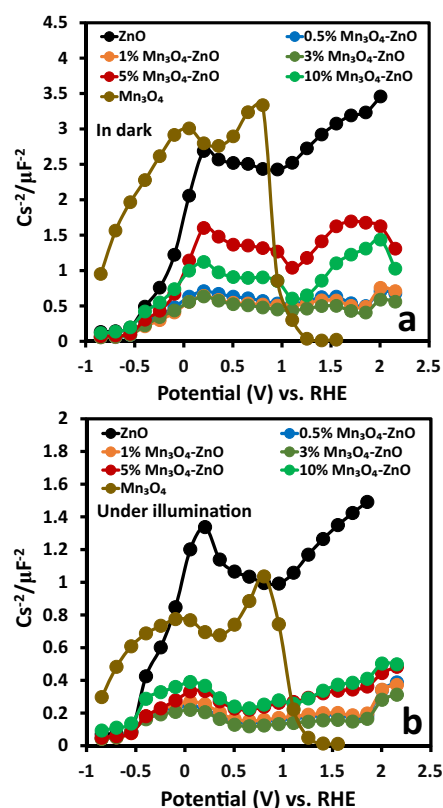 Cs⁻²/µF⁻²
4.5
4
3.5
3
2.5
2
1.5
1
0.5
0
ZnO
0.5% Mn₃O₄-ZnO
1% Mn₃O₄-ZnO
3% Mn₃O₄-ZnO
5% Mn₃O₄-ZnO
10% Mn₃O₄-ZnO
Mn₃O₄
In dark
a
-1 -0.5 0 0.5 1 1.5 2 2.5
Potential (V) vs. RHE
Cs⁻²/µF⁻²
2
1.8
1.6
1.4
1.2
1
0.8
0.6
0.4
0.2
0
ZnO
0.5% Mn₃O₄-ZnO
1% Mn₃O₄-ZnO
3% Mn₃O₄-ZnO
5% Mn₃O₄-ZnO
10% Mn₃O₄-ZnO
Mn₃O₄
Under illumination
b
-1 -0.5 0 0.5 1 1.5 2 2.5
Potential (V) vs. RHE